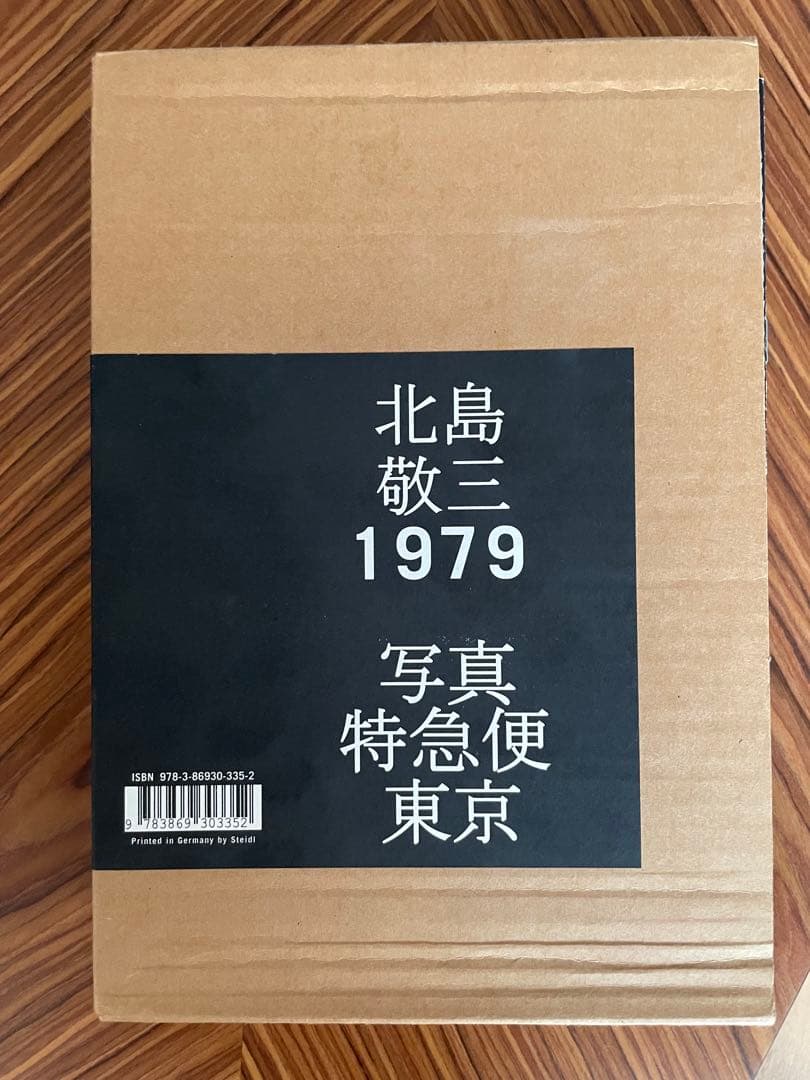 北島
敬三
1979
写真
特急便
東京
ISBN 978-3-86930-335-2
9 783869 303352
Printed in Germany by Steidl